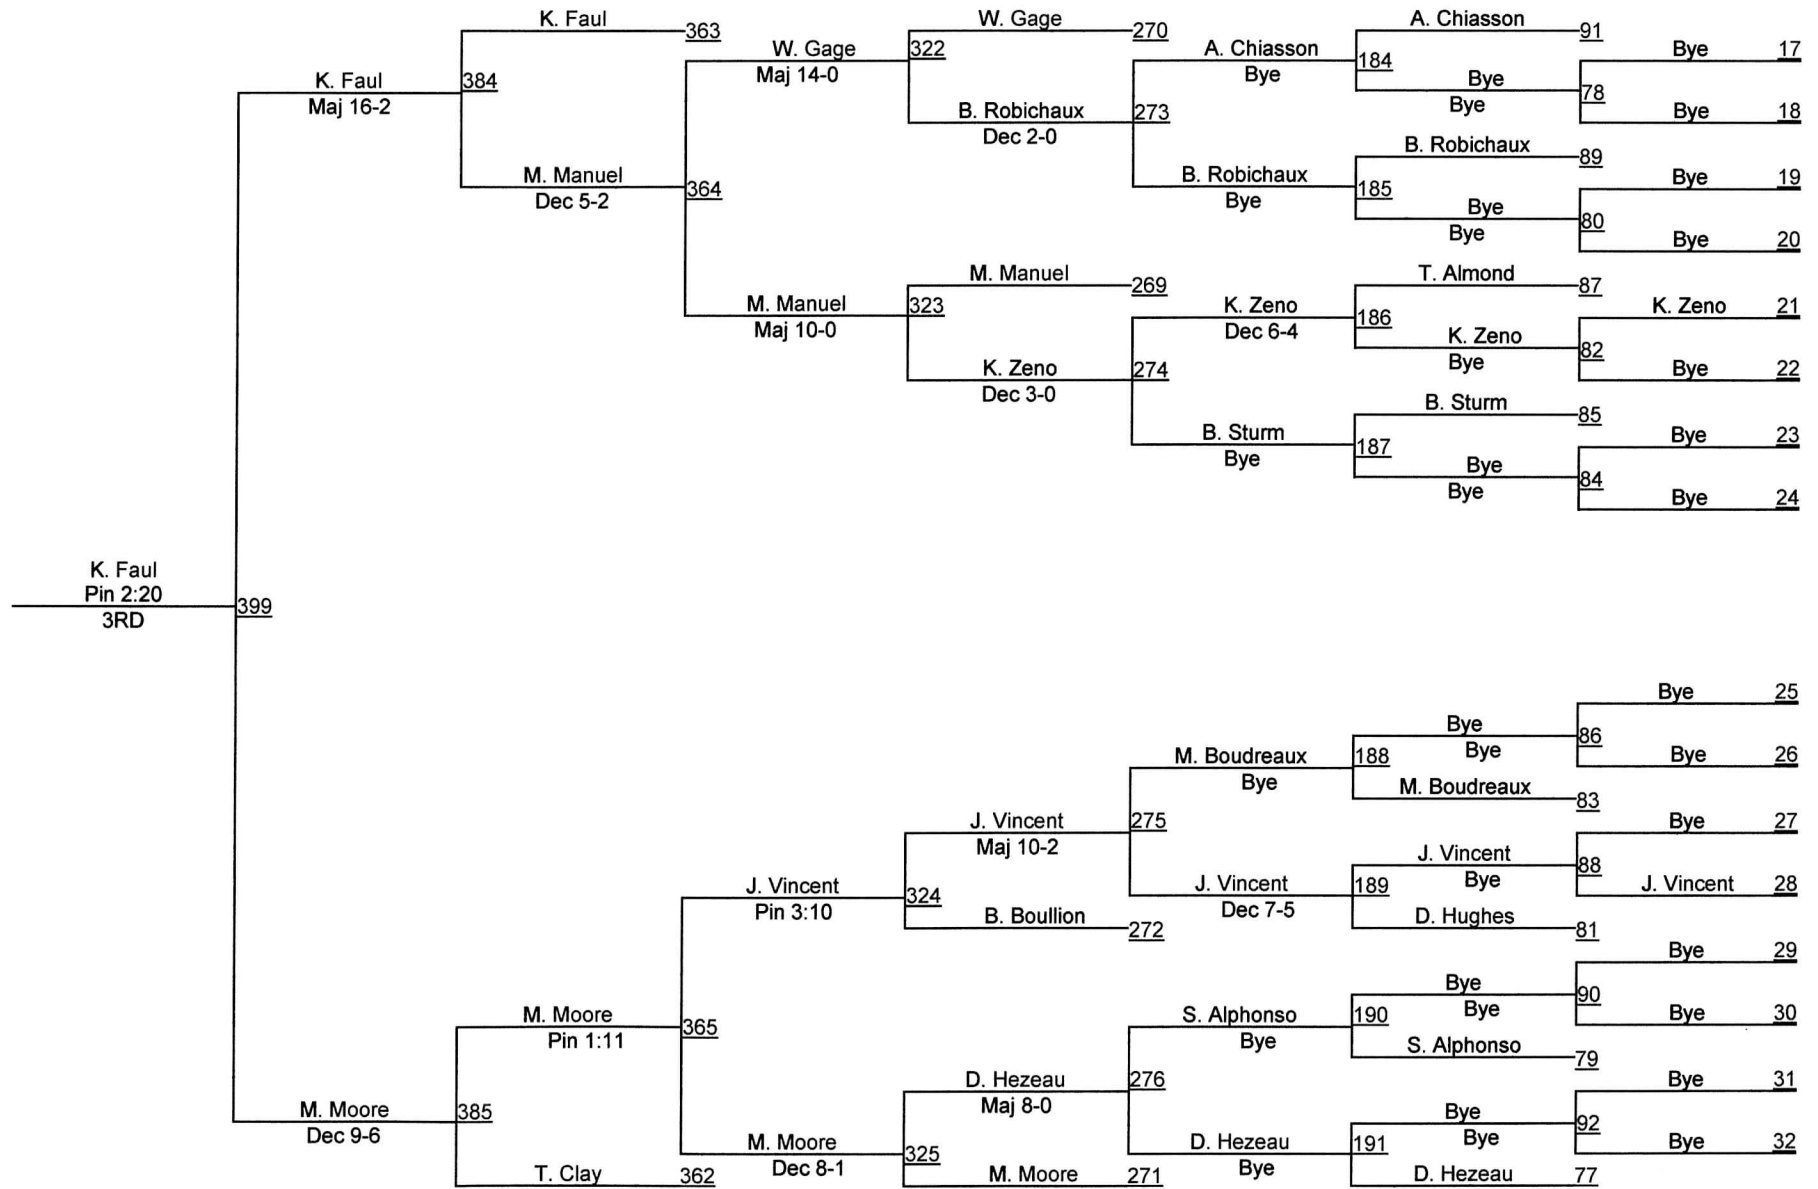 K. Faul 363
W. Gage 270
A. Chiasson 91
W. Gage 322
Maj 14-0
A. Chiasson 184
Bye
Bye 17
K. Faul 384
Maj 16-2
Bye 78
Bye
B. Robichaux 273
Dec 2-0
Bye 18
B. Robichaux 89
M. Manuel 364
Dec 5-2
B. Robichaux 185
Bye
Bye 19
Bye 80
Bye
Bye 20
M. Manuel 269
T. Almond 87
M. Manuel 323
Maj 10-0
K. Zeno 186
Dec 6-4
K. Zeno 21
K. Zeno 82
Bye
K. Zeno 274
Dec 3-0
Bye 22
B. Sturm 85
B. Sturm 187
Bye
Bye 23
Bye 84
Bye
Bye 24
K. Faul
Pin 2:20
399
3RD
Bye 25
Bye 86
Bye
M. Boudreaux 188
Bye
Bye 26
M. Boudreaux 83
J. Vincent 275
Maj 10-2
Bye 27
J. Vincent 88
Bye
J. Vincent 324
Pin 3:10
J. Vincent 189
Dec 7-5
J. Vincent 28
B. Boullion 272
D. Hughes 81
Bye 29
Bye 90
Bye
M. Moore 365
Pin 1:11
S. Alphonso 190
Bye
Bye 30
S. Alphonso 79
D. Hezeau 276
Maj 8-0
Bye 31
M. Moore 385
Dec 9-6
Bye 92
Bye
M. Moore 325
Dec 8-1
D. Hezeau 191
Bye
Bye 32
T. Clay 362
M. Moore 271
D. Hezeau 77